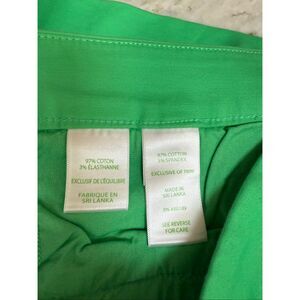 97% COTON
3% ÉLASTHANNE
EXCLUSIF DE L'ÉQUILIBRE
FABRIQUÉ EN
SRI LANKA
97% COTTON
3% SPANDEX
EXCLUSIVE OF TRIM
MADE IN
SRI LANKA
SEE REVERSE
FOR CARE